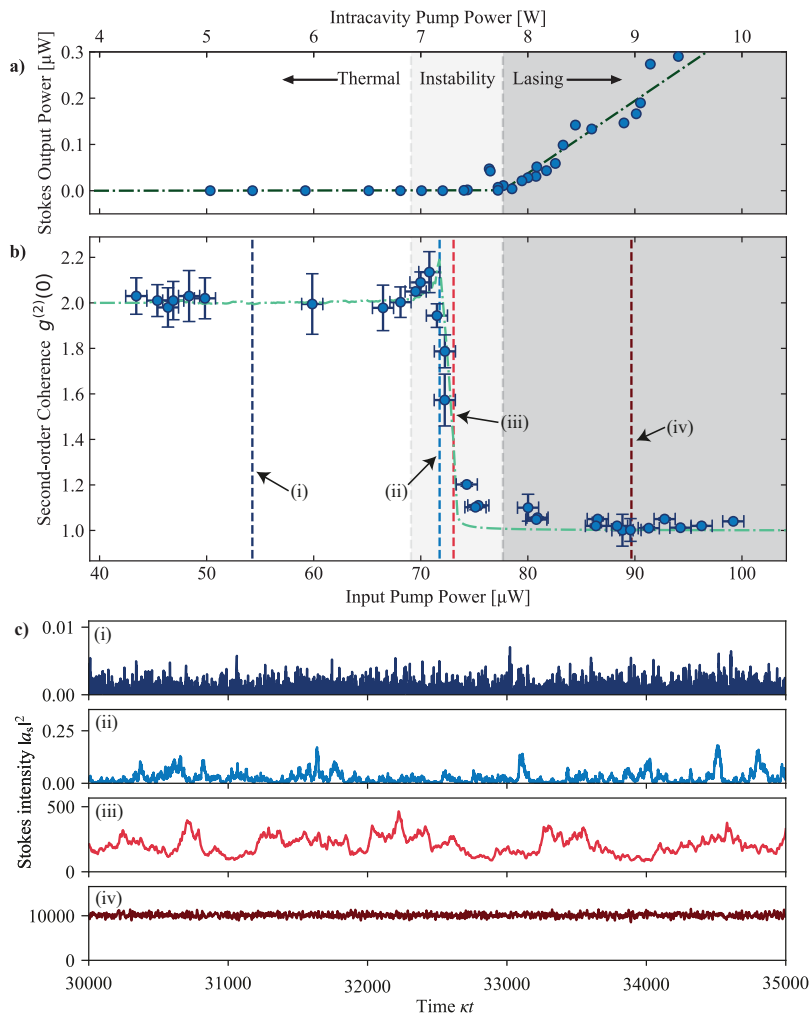 Intracavity Pump Power [W]
4 5 6 7 8 9 10
a)
Stokes Output Power [µW]
0.3
0.2
0.1
0.0
Thermal Instability Lasing
b)
Second-order Coherence g(2)(0)
2.2
2.0
1.8
1.6
1.4
1.2
1.0
(i)
(ii)
(iii)
(iv)
40 50 60 70 80 90 100
Input Pump Power [µW]
c)
Stokes intensity |as|2
(i)
0.01
0.00
(ii)
0.25
0.00
(iii)
500
0
(iv)
10000
0
30000 31000 32000 33000 34000 35000
Time κt